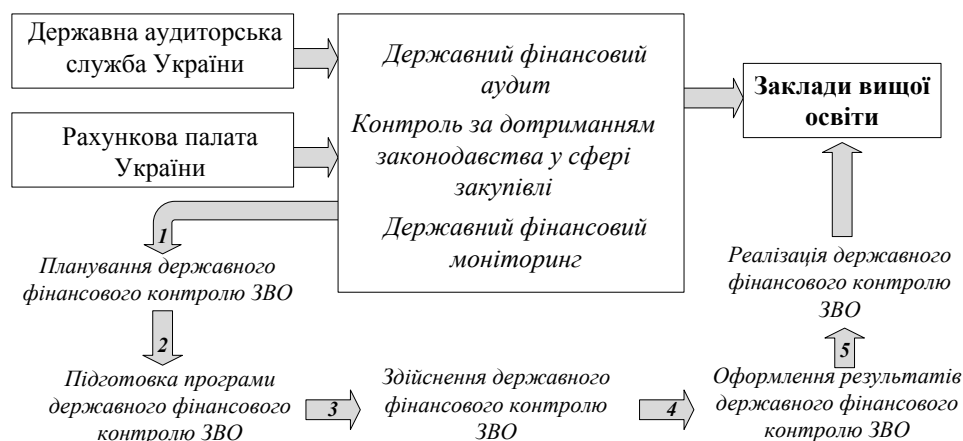 Державна аудиторська
служба України
Рахункова палата
України
Державний фінансовий
аудит
Контроль за дотриманням
законодавства у сфері
закупівлі
Державний фінансовий
моніторинг
Заклади вищої
освіти
1
Планування державного
фінансового контролю ЗВО
2
Підготовка програми
державного фінансового
контролю ЗВО
3
Здійснення державного
фінансового контролю
ЗВО
4
Оформлення результатів
державного фінансового
контролю ЗВО
5
Реалізація державного
фінансового контролю
ЗВО